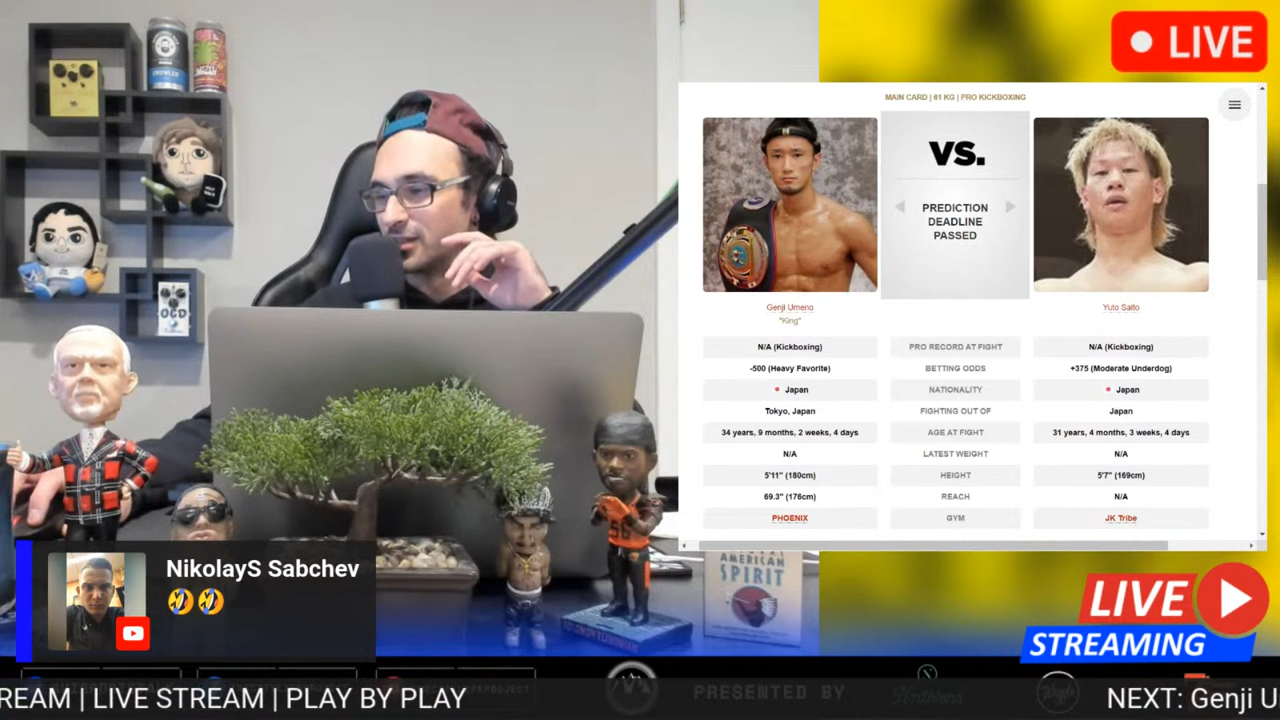 LIVE
MAIN CARD | 61 KG | PRO KICKBOXING
VS.
PREDICTION
DEADLINE
PASSED
Genji Umeno
"King"
Yuto Saito
N/A (Kickboxing) PRO RECORD AT FIGHT N/A (Kickboxing)
-500 (Heavy Favorite) BETTING ODDS +375 (Moderate Underdog)
Japan NATIONALITY Japan
Tokyo, Japan FIGHTING OUT OF Japan
34 years, 9 months, 2 weeks, 4 days AGE AT FIGHT 31 years, 4 months, 3 weeks, 4 days
N/A LATEST WEIGHT N/A
5'11" (180cm) HEIGHT 5'7" (169cm)
69.3" (176cm) REACH N/A
PHOENIX GYM JK Tribe
OCD
AMERICAN
SPIRIT
NikolayS Sabchev
🤣🤣
LIVE
STREAMING
PRESENTED BY
Northland
REAM | LIVE STREAM | PLAY BY PLAY
NEXT: Genji U